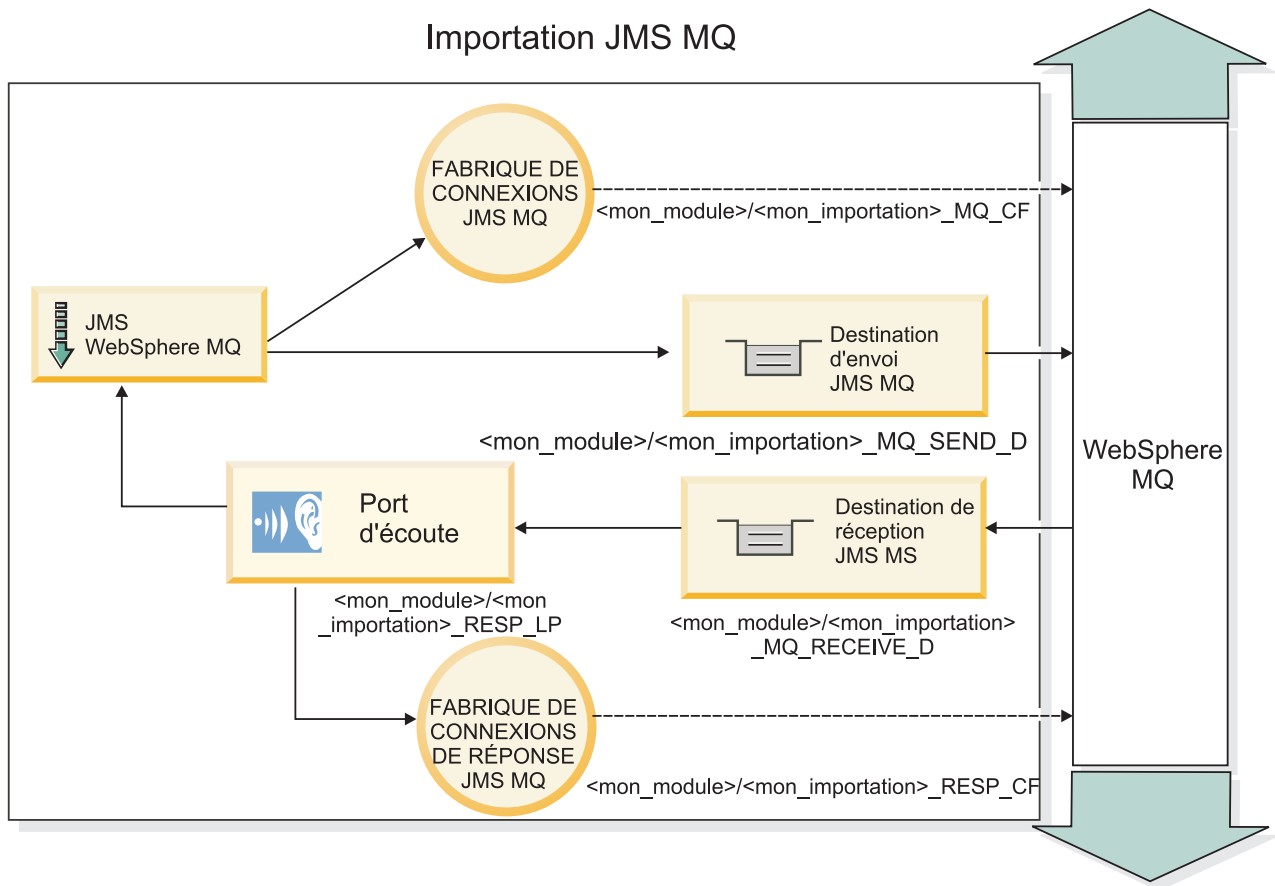 Importation JMS MQ
FABRIQUE DE
CONNEXIONS
JMS MQ
<mon_module>/<mon_importation>_MQ_CF
JMS
WebSphere MQ
Destination
d'envoi
JMS MQ
<mon_module>/<mon_importation>_MQ_SEND_D
WebSphere
MQ
Port
d'écoute
Destination de
réception
JMS MS
<mon_module>/<mon
_importation>_RESP_LP
<mon_module>/<mon_importation>
_MQ_RECEIVE_D
FABRIQUE DE
CONNEXIONS
DE RÉPONSE
JMS MQ
<mon_module>/<mon_importation>_RESP_CF